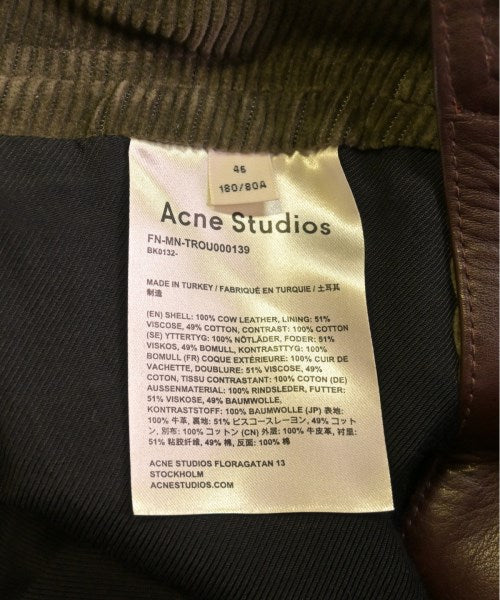 46
180/80A
Acne Studios
FN-MN-TROU000139
BK0132-
MADE IN TURKEY / FABRIQUÉ EN TURQUIE / 土耳其
制造
(EN) SHELL: 100% COW LEATHER, LINING: 51%
VISCOSE, 49% COTTON, CONTRAST: 100% COTTON
(SE) YTTERTYG: 100% NÖTLÄDER, FODER: 51%
VISKOS, 49% BOMULL, KONTRASTTYG: 100%
BOMULL (FR) COQUE EXTÉRIEURE: 100% CUIR DE
VACHETTE, DOUBLURE: 51% VISCOSE, 49%
COTON, TISSU CONTRASTANT: 100% COTON (DE)
AUSSENMATERIAL: 100% RINDSLEDER, FUTTER:
51% VISKOSE, 49% BAUMWOLLE,
KONTRASTSTOFF: 100% BAUMWOLLE (JP) 表地:
100% 牛革, 裏地: 51% ビスコースレーヨン, 49% コット
ン, 別布: 100% コットン (CN) 外层: 100% 牛皮革, 衬里:
51% 粘胶纤维, 49% 棉, 反面: 100% 棉
ACNE STUDIOS FLORAGATAN 13
STOCKHOLM
ACNESTUDIOS.COM